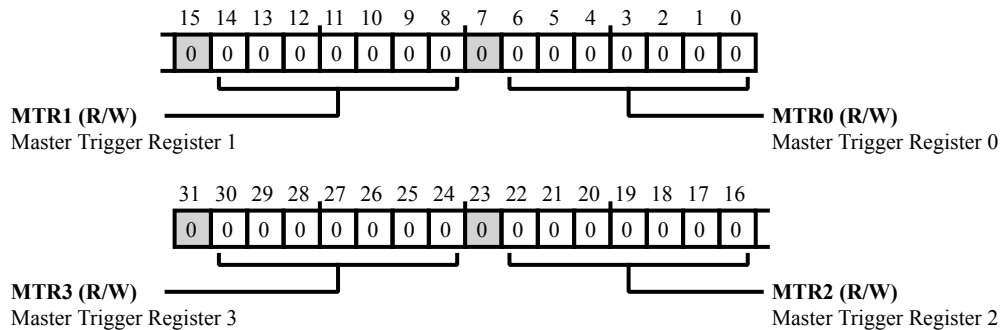 15 14 13 12 11 10 9 8 7 6 5 4 3 2 1 0
0 0 0 0 0 0 0 0 0 0 0 0 0 0 0 0
MTR1 (R/W) MTR0 (R/W)
Master Trigger Register 1 Master Trigger Register 0
31 30 29 28 27 26 25 24 23 22 21 20 19 18 17 16
0 0 0 0 0 0 0 0 0 0 0 0 0 0 0 0
MTR3 (R/W) MTR2 (R/W)
Master Trigger Register 3 Master Trigger Register 2